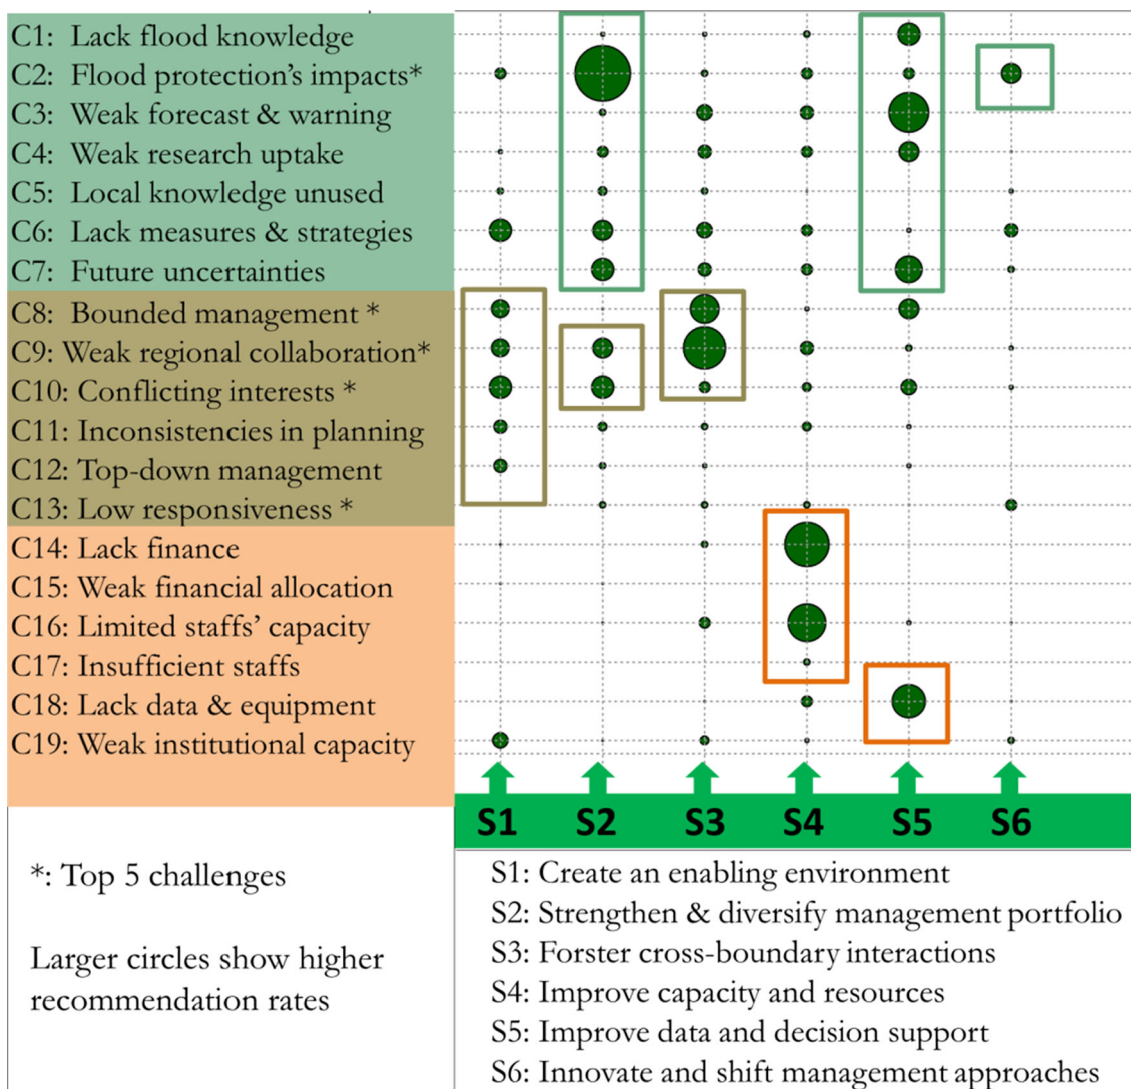 C1: Lack flood knowledge
C2: Flood protection's impacts*
C3: Weak forecast & warning
C4: Weak research uptake
C5: Local knowledge unused
C6: Lack measures & strategies
C7: Future uncertainties
C8: Bounded management *
C9: Weak regional collaboration*
C10: Conflicting interests *
C11: Inconsistencies in planning
C12: Top-down management
C13: Low responsiveness *
C14: Lack finance
C15: Weak financial allocation
C16: Limited staffs' capacity
C17: Insufficient staffs
C18: Lack data & equipment
C19: Weak institutional capacity
S1 S2 S3 S4 S5 S6
*: Top 5 challenges
Larger circles show higher
recommendation rates
S1: Create an enabling environment
S2: Strengthen & diversify management portfolio
S3: Forster cross-boundary interactions
S4: Improve capacity and resources
S5: Improve data and decision support
S6: Innovate and shift management approaches